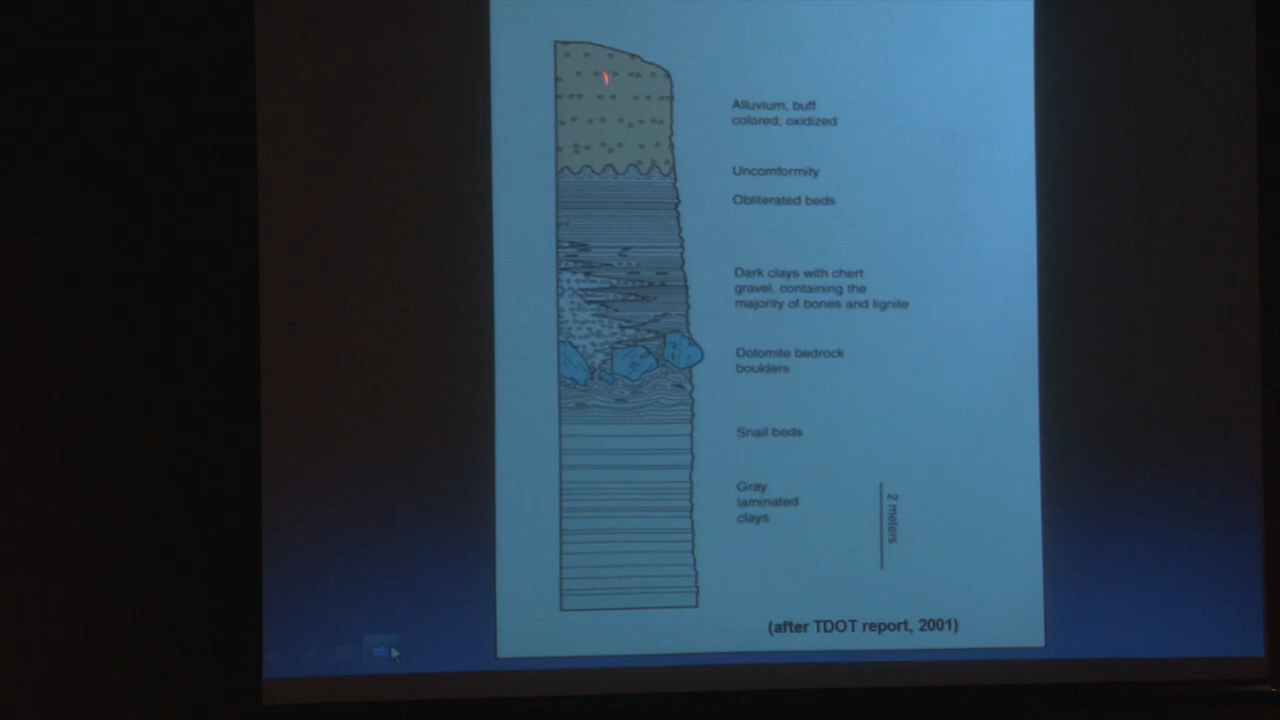 Alluvium, buff
colored, oxidized
Uncomformity
Obliterated beds
Dark clays with chert
gravel, containing the
majority of bones and lignite
Dolomite bedrock
boulders
Snail beds
Gray
laminated
clays
2 meters
(after TDOT report, 2001)